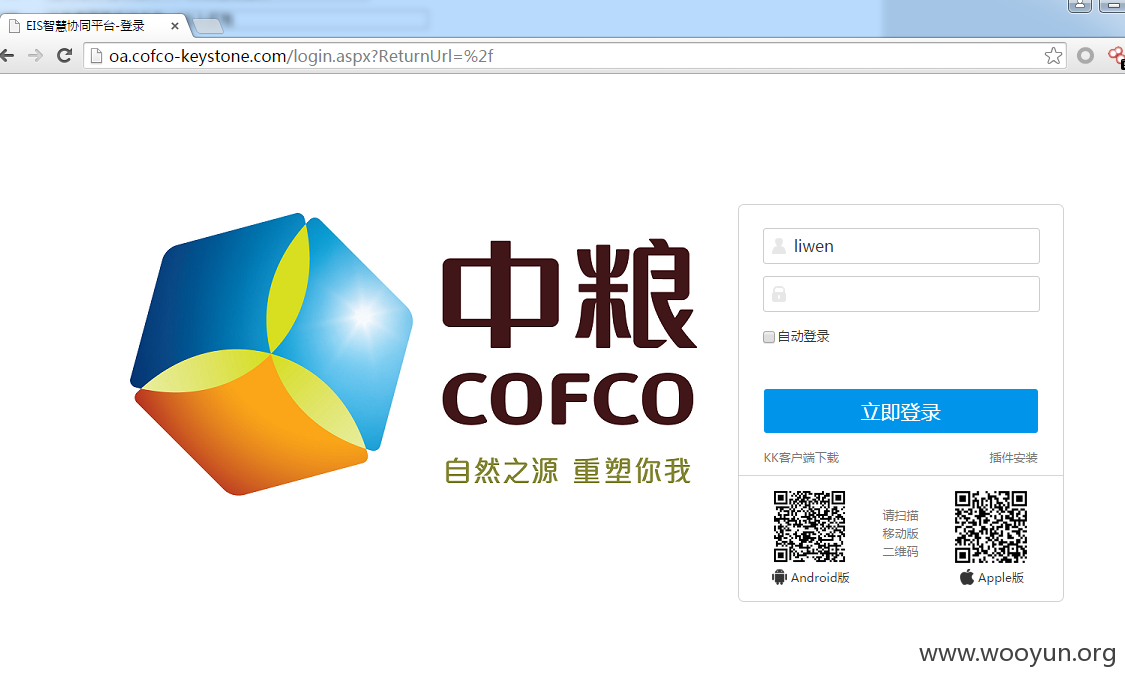 EIS智慧协同平台-登录
oa.cofco-keystone.com/login.aspx?ReturnUrl=%2f
中粮
COFCO
自然之源 重塑你我
liwen
自动登录
立即登录
KK客户端下载
插件安装
请扫描
移动版
二维码
Android版
Apple版
www.wooyun.org